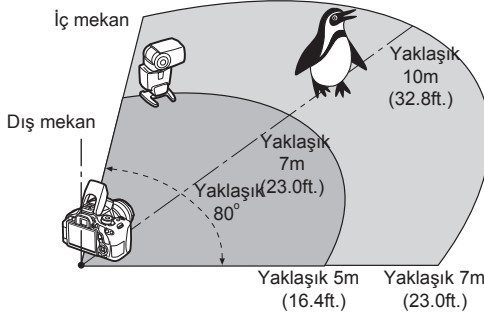 İç mekan
Yaklaşık
10m
(32.8ft.)
Dış mekan
Yaklaşık
7m
(23.0ft.)
Yaklaşık
80°
Yaklaşık 5m
(16.4ft.)
Yaklaşık 7m
(23.0ft.)